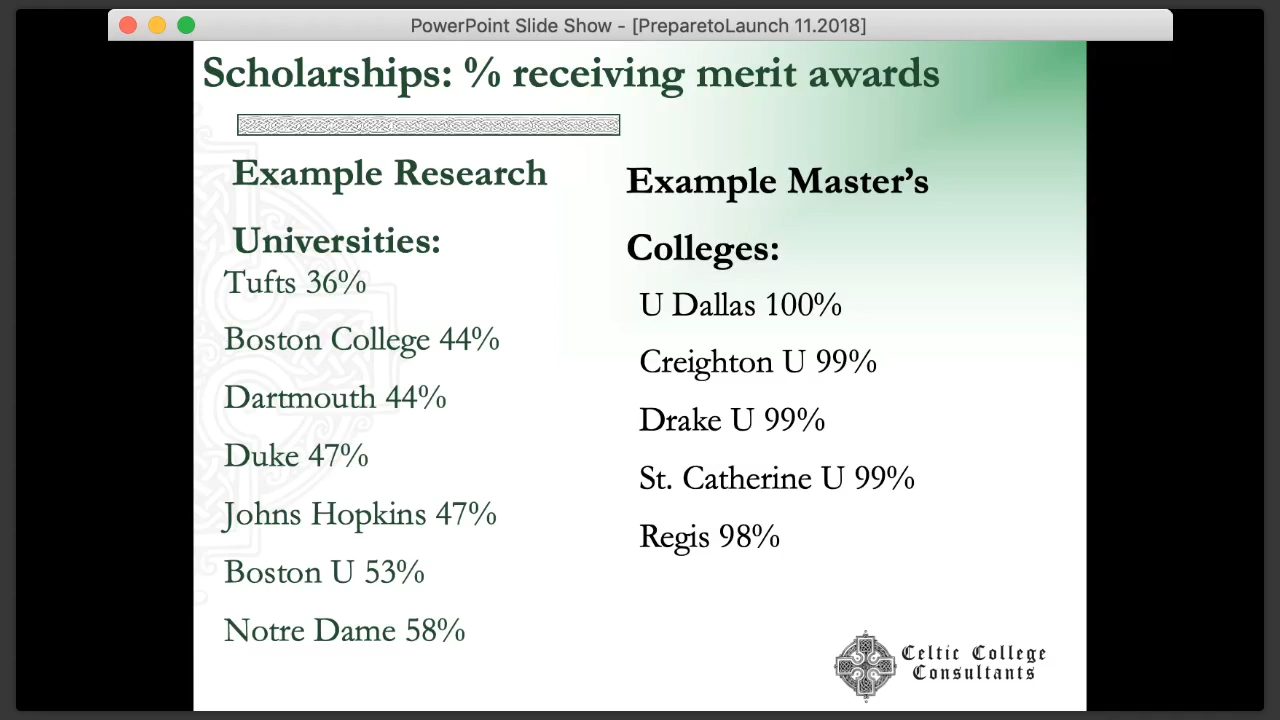 PowerPoint Slide Show - [PreparetoLaunch 11.2018]
Scholarships: % receiving merit awards
Example Research
Universities:
Tufts 36%
Boston College 44%
Dartmouth 44%
Duke 47%
Johns Hopkins 47%
Boston U 53%
Notre Dame 58%
Example Master’s
Colleges:
U Dallas 100%
Creighton U 99%
Drake U 99%
St. Catherine U 99%
Regis 98%
Celtic College
Consultants